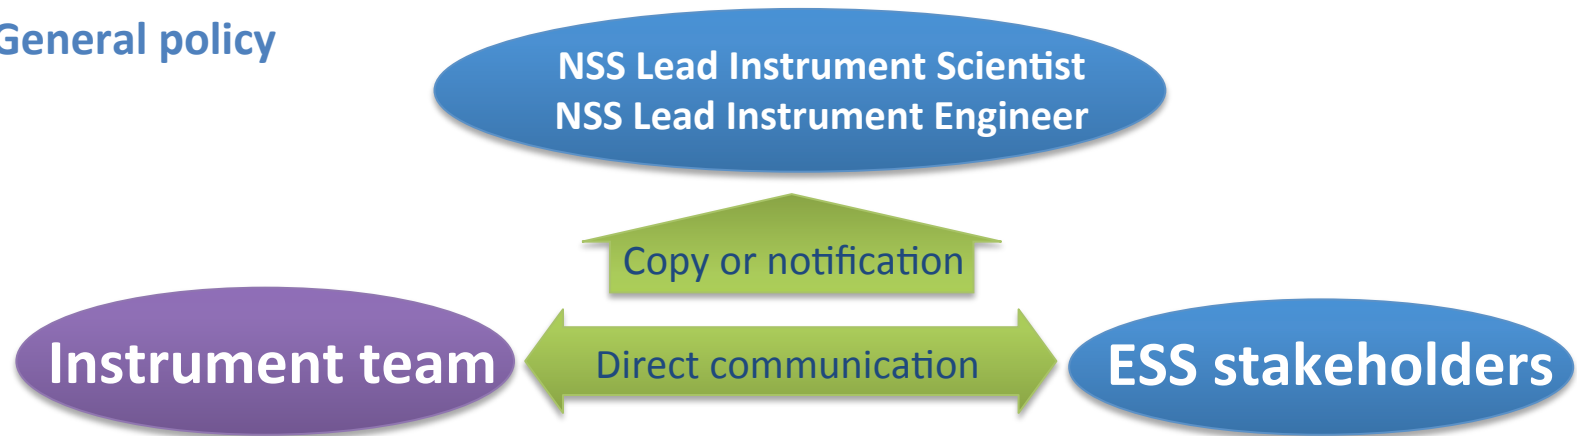 General policy
NSS Lead Instrument Scientist
NSS Lead Instrument Engineer
Copy or notification
Instrument team
Direct communication
ESS stakeholders